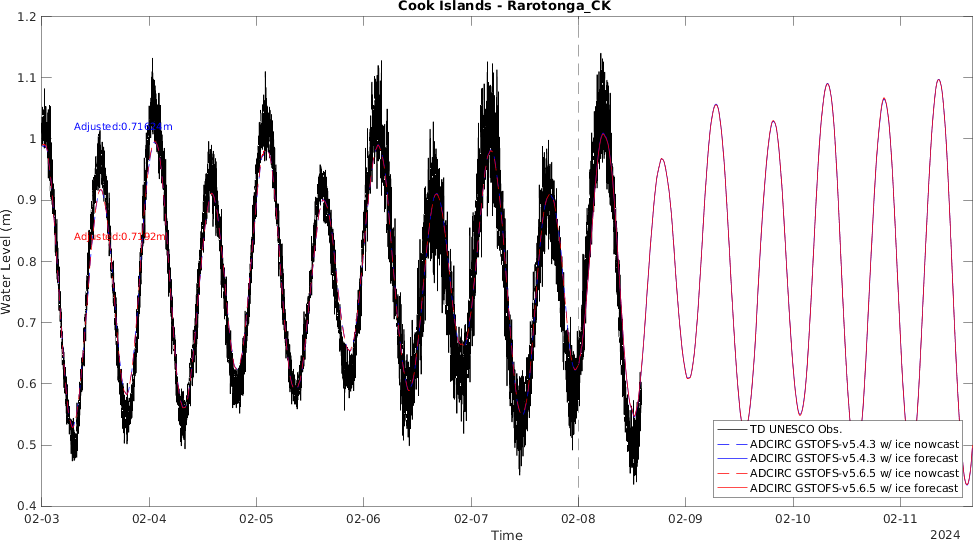 Cook Islands - Rarotonga_CK
Water Level (m)
1.2
1.1
1
0.9
0.8
0.7
0.6
0.5
0.4
Adjusted:0.7192m
TD UNESCO Obs.
ADCIRC GSTOFS-v5.4.3 w/ ice nowcast
ADCIRC GSTOFS-v5.4.3 w/ ice forecast
ADCIRC GSTOFS-v5.6.5 w/ ice nowcast
ADCIRC GSTOFS-v5.6.5 w/ ice forecast
02-03 02-04 02-05 02-06 02-07 02-08 02-09 02-10 02-11
Time
2024